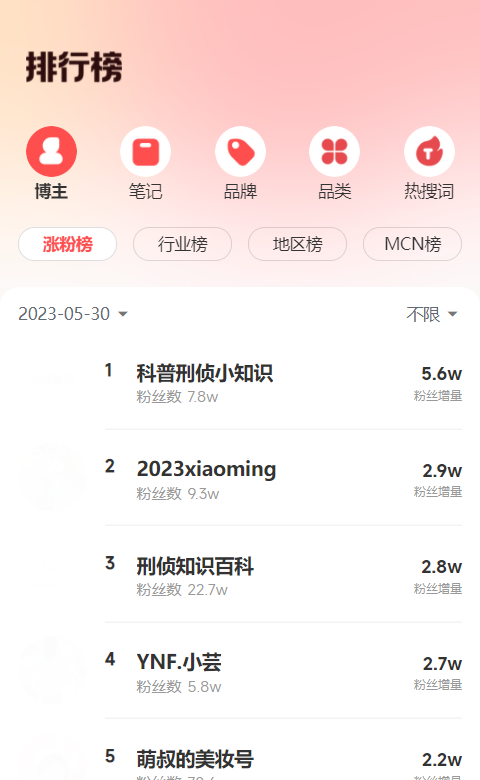 排行榜
博主 笔记 品牌 品类 热搜词
涨粉榜 行业榜 地区榜 MCN榜
2023-05-30 不限
1 科普刑侦小知识 5.6w
粉丝数 7.8w 粉丝增量
2 2023xiaoming 2.9w
粉丝数 9.3w 粉丝增量
3 刑侦知识百科 2.8w
粉丝数 22.7w 粉丝增量
4 YNF.小芸 2.7w
粉丝数 5.8w 粉丝增量
5 萌叔的美妆号 2.2w